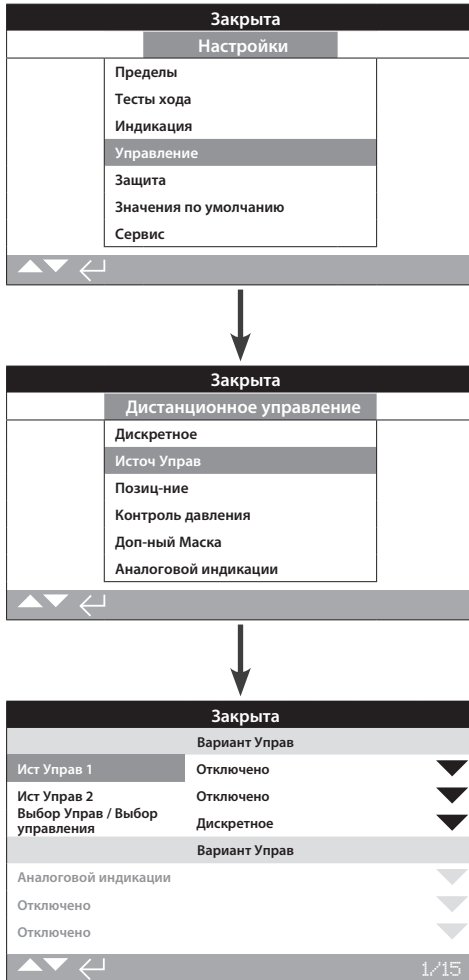 Закрыта
Настройки
Пределы
Тесты хода
Индикация
Управление
Защита
Значения по умолчанию
Сервис
Закрыта
Дистанционное управление
Дискретное
Источ Управ
Позиц-ние
Контроль давления
Доп-ный Маска
Аналоговой индикации
Закрыта
Вариант Управ
Ист Управ 1 Отключено
Ист Управ 2 Отключено
Выбор Управ / Выбор
управления Дискретное
Вариант Управ
Аналоговой индикации
Отключено
Отключено
1/15